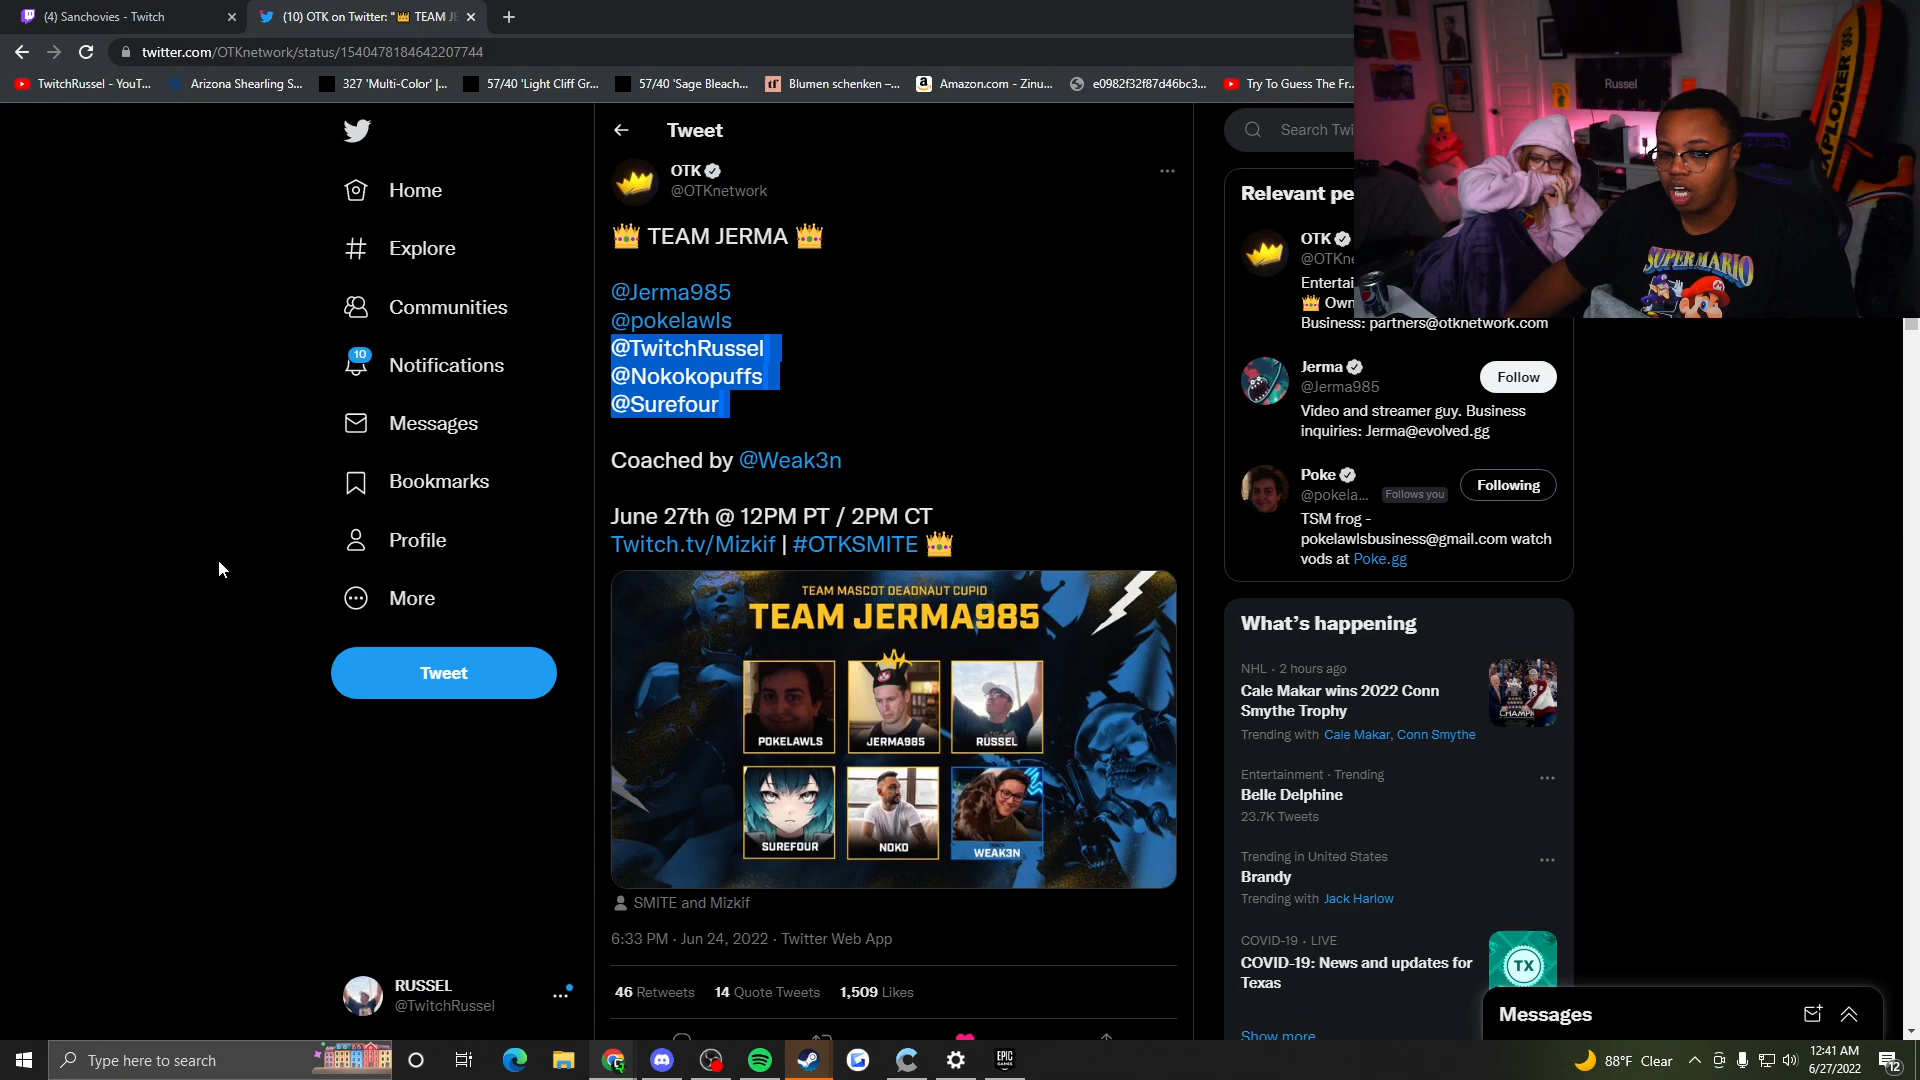 (4) Sanchovies - Twitch
(10) OTK on Twitter: "👑 TEAM JE
twitter.com/OTKnetwork/status/1540478184642207744
TwitchRussel - YouT...
Arizona Shearling S...
327 'Multi-Color' |...
57/40 'Light Cliff Gr...
57/40 'Sage Bleach...
Blumen schenken –...
Amazon.com - Zinu...
e0982f32f87d46bc3...
Try To Guess The Fr...
Russel
EXPLORER
SUPER MARIO
Tweet
Search Twi
OTK
@OTKnetwork
👑 TEAM JERMA 👑
@Jerma985
@pokelawls
@TwitchRussel
@Nokokopuffs
@Surefour
Coached by @Weak3n
June 27th @ 12PM PT / 2PM CT
Twitch.tv/Mizkif | #OTKSMITE 👑
TEAM MASCOT DEADNAUT CUPID
TEAM JERMA985
POKELAWLS
JERMA985
RUSSEL
SUREFOUR
NOKO
WEAK3N
SMITE and Mizkif
6:33 PM · Jun 24, 2022 · Twitter Web App
46 Retweets 14 Quote Tweets 1,509 Likes
Home
Explore
Communities
10
Notifications
Messages
Bookmarks
Profile
More
Tweet
RUSSEL
@TwitchRussel
Relevant pe
OTK
@OTKne
Entertai
👑 Own
Business: partners@otknetwork.com
Jerma
@Jerma985
Follow
Video and streamer guy. Business
inquiries: Jerma@evolved.gg
Poke
@pokela... Follows you
Following
TSM frog -
pokelawlsbusiness@gmail.com watch
vods at Poke.gg
What's happening
NHL · 2 hours ago
Cale Makar wins 2022 Conn
Smythe Trophy
Trending with Cale Makar, Conn Smythe
Entertainment · Trending
Belle Delphine
23.7K Tweets
Trending in United States
Brandy
Trending with Jack Harlow
COVID-19 · LIVE
COVID-19: News and updates for
Texas
TX
Show more
Messages
Type here to search
EPIC
GAMES
88°F Clear
12:41 AM
6/27/2022
12